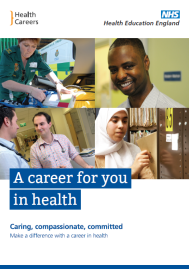 Health
Careers
NHS
Health Education England
A career for you
in health
Caring, compassionate, committed
Make a difference with a career in health